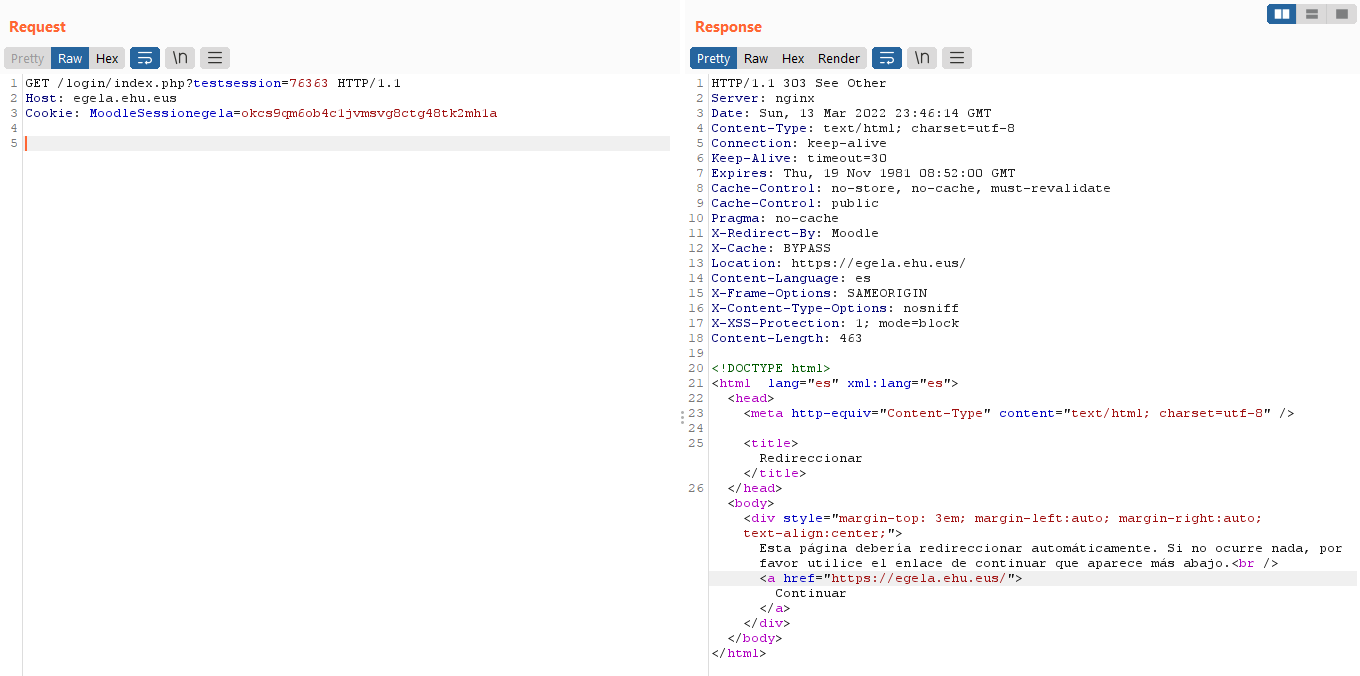 Request
Pretty Raw Hex \n
1 GET /login/index.php?testsession=76363 HTTP/1.1
2 Host: egela.ehu.eus
3 Cookie: MoodleSessionegela=okcs9qm6ob4c1jvmsvg8ctg48tk2mh1a
4
5
Response
Pretty Raw Hex Render \n
1 HTTP/1.1 303 See Other
2 Server: nginx
3 Date: Sun, 13 Mar 2022 23:46:14 GMT
4 Content-Type: text/html; charset=utf-8
5 Connection: keep-alive
6 Keep-Alive: timeout=30
7 Expires: Thu, 19 Nov 1981 08:52:00 GMT
8 Cache-Control: no-store, no-cache, must-revalidate
9 Cache-Control: public
10 Pragma: no-cache
11 X-Redirect-By: Moodle
12 X-Cache: BYPASS
13 Location: https://egela.ehu.eus/
14 Content-Language: es
15 X-Frame-Options: SAMEORIGIN
16 X-Content-Type-Options: nosniff
17 X-XSS-Protection: 1; mode=block
18 Content-Length: 463
19
20 <!DOCTYPE html>
21 <html  lang="es" xml:lang="es">
22 <head>
23 <meta http-equiv="Content-Type" content="text/html; charset=utf-8" />
24
25 <title>
Redireccionar
</title>
26 </head>
<body>
<div style="margin-top: 3em; margin-left:auto; margin-right:auto;
text-align:center;">
Esta página debería redireccionar automáticamente. Si no ocurre nada, por
favor utilice el enlace de continuar que aparece más abajo.<br />
<a href="https://egela.ehu.eus/">
Continuar
</a>
</div>
</body>
</html>